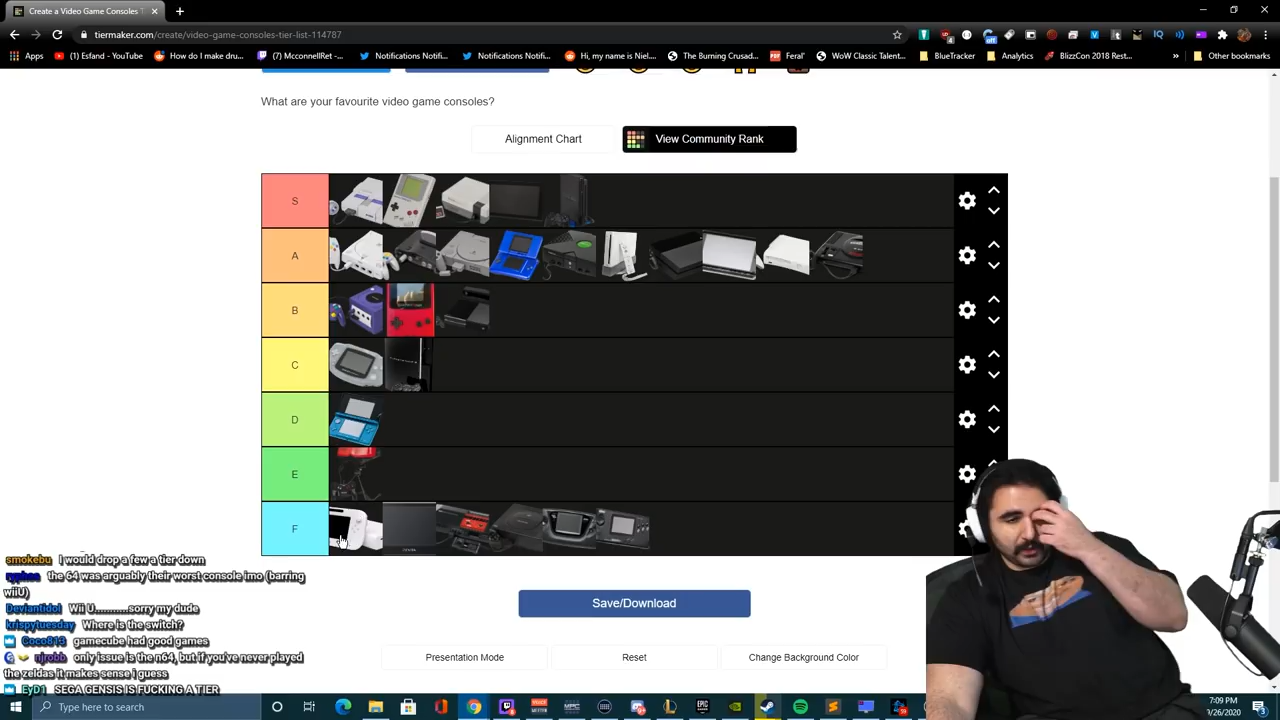 Create a Video Game Consoles T
tiermaker.com/create/video-game-consoles-tier-list-114787
Apps
(1) Esfand - YouTube
How do I make dru...
(7) McconnellRet -...
Notifications Notifi...
Notifications Notifi...
Hi, my name is Niel...
The Burning Crusad...
Feral'
WoW Classic Talent...
BlueTracker
Analytics
BlizzCon 2018 Rest...
Other bookmarks
What are your favourite video game consoles?
Alignment Chart
View Community Rank
S
A
B
C
D
E
F
smokebu I would drop a few a tier down
the 64 was arguably their worst console imo (barring
wiiU)
Deviantidol Wii U...........sorry my dude
krispytuesday Where is the switch?
Coco813 gamecube had good games
njrobb only issue is the n64, but if you've never played
the zeldas it makes sense i guess
EyD1 SEGA GENSIS IS FUCKING A TIER
Save/Download
Presentation Mode
Reset
Change Background Color
Type here to search
7:09 PM